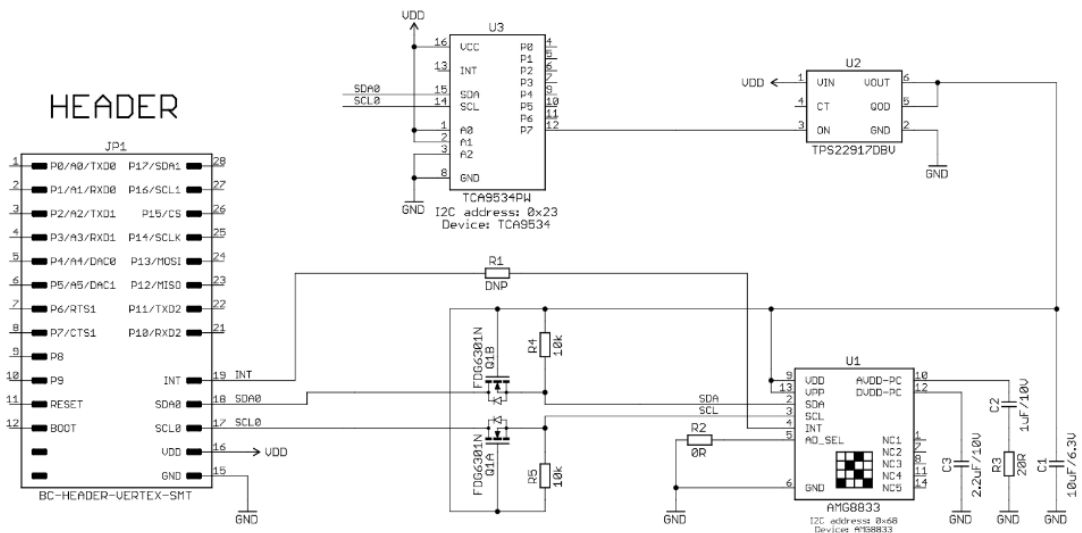 HEADER
JP1
1 P0/A0/TXD0 P17/SDA1 28
2 P1/A1/RXD0 P16/SCL1 27
3 P2/A2/TXD1 P15/CS 26
4 P3/A3/RXD1 P14/SCLK 25
5 P4/A4/DAC0 P13/MOSI 24
6 P5/A5/DAC1 P12/MISO 23
7 P6/RTS1 P11/TXD2 22
8 P7/CTS1 P10/RXD2 21
9 P8
10 P9 INT 19 INT
11 RESET SDA0 18 SDA0
12 BOOT SCL0 17 SCL0
VDD 16 VDD
GND 15
BC-HEADER-VERTEX-SMT
GND
VDD
U3
16 VCC P0 4
P1 5
13 INT P2 6
P3 7
SDA0 15 SDA P4 9
SCL0 14 SCL P5 10
P6 11
1 A0 P7 12
2 A1
3 A2
8 GND
GND
TCA9534PW
I2C address: 0x23
Device: TCA9534
U2
VDD 1 VIN VOUT 6
4 CT QOD 5
3 ON GND 2
TPS22917DBV
GND
R1
DNP
FDG6301N
Q1B
R4
10k
FDG6301N
Q1A
R5
10k
SDA
SCL
R2
0R
GND
U1
9 VDD AVDD-PC 10
13 VPP DVDD-PC 12
2 SDA
3 SCL
4 INT
5 AD_SEL NC1 1
NC2 7
NC3 8
NC4 11
6 GND NC5 14
AMG8833
I2C address: 0x68
Device: AMG8833
C3
2.2uF/10V
GND
C2
1uF/10V
R3
20R
GND
C1
10uF/6.3V
GND